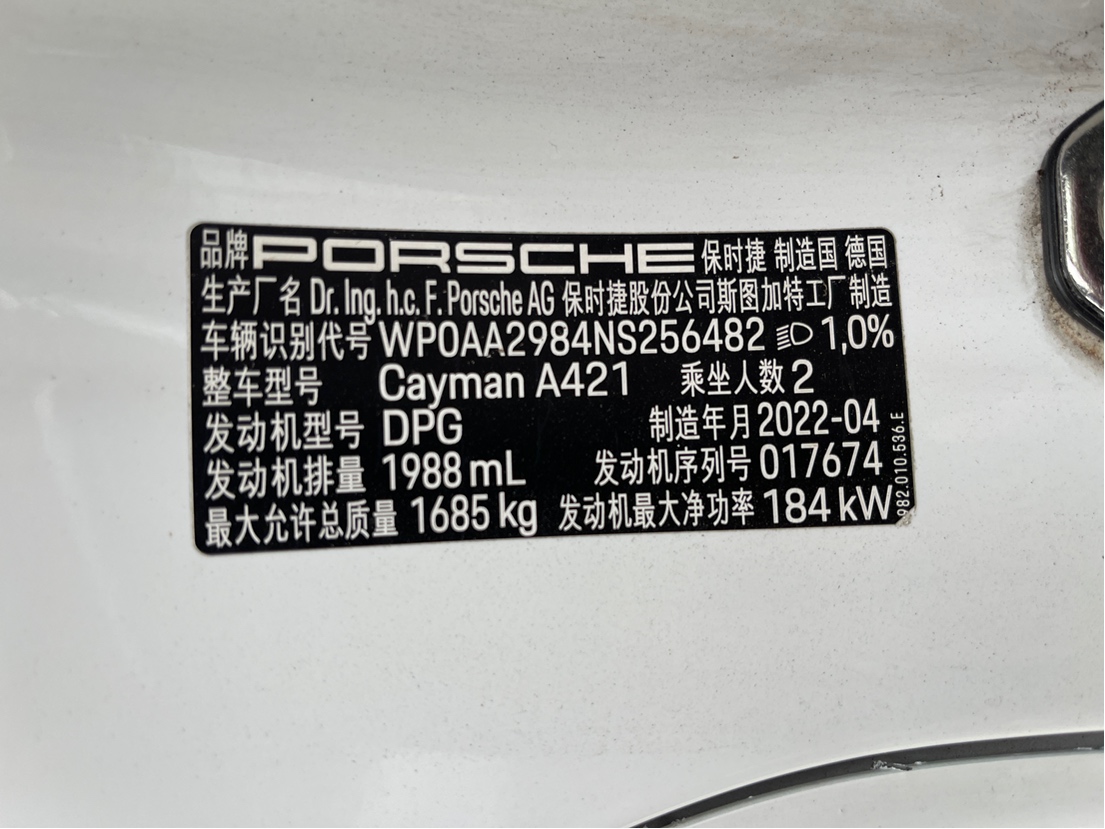 品牌 PORSCHE 保时捷 制造国 德国
生产厂名 Dr. Ing. h.c. F. Porsche AG 保时捷股份公司斯图加特工厂制造
车辆识别代号 WP0AA2984NS256482 1,0%
整车型号 Cayman A421 乘坐人数 2
发动机型号 DPG 制造年月 2022-04
发动机排量 1988 mL 发动机序列号 017674
最大允许总质量 1685 kg 发动机最大净功率 184 kW
982.010.536.E